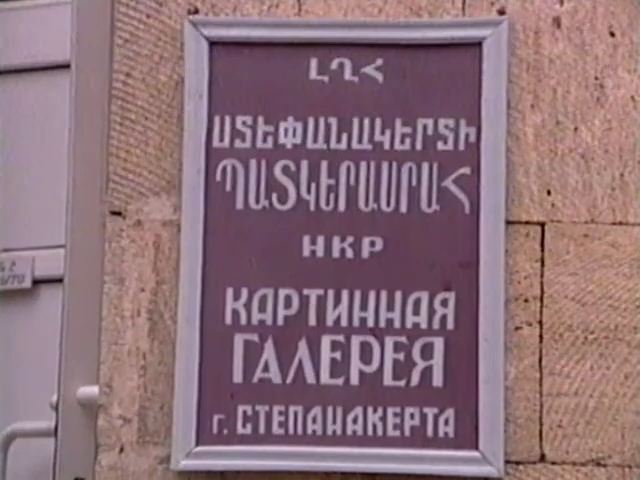 ԼՂՀ
ՍՏԵՓԱՆԱԿԵՐՏԻ
ՊԱՏԿԵՐԱՍՐԱՀ
НКР
КАРТИННАЯ
ГАЛЕРЕЯ
г. СТЕПАНАКЕРТА